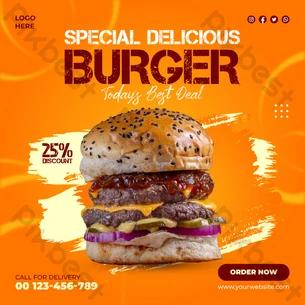 LOGO
HERE
SPECIAL DELICIOUS
BURGER
Todays Best Deal
25%
DISCOUNT
CALL FOR DELIVERY
00 123-456-789
ORDER NOW
www.yourwebsite.com